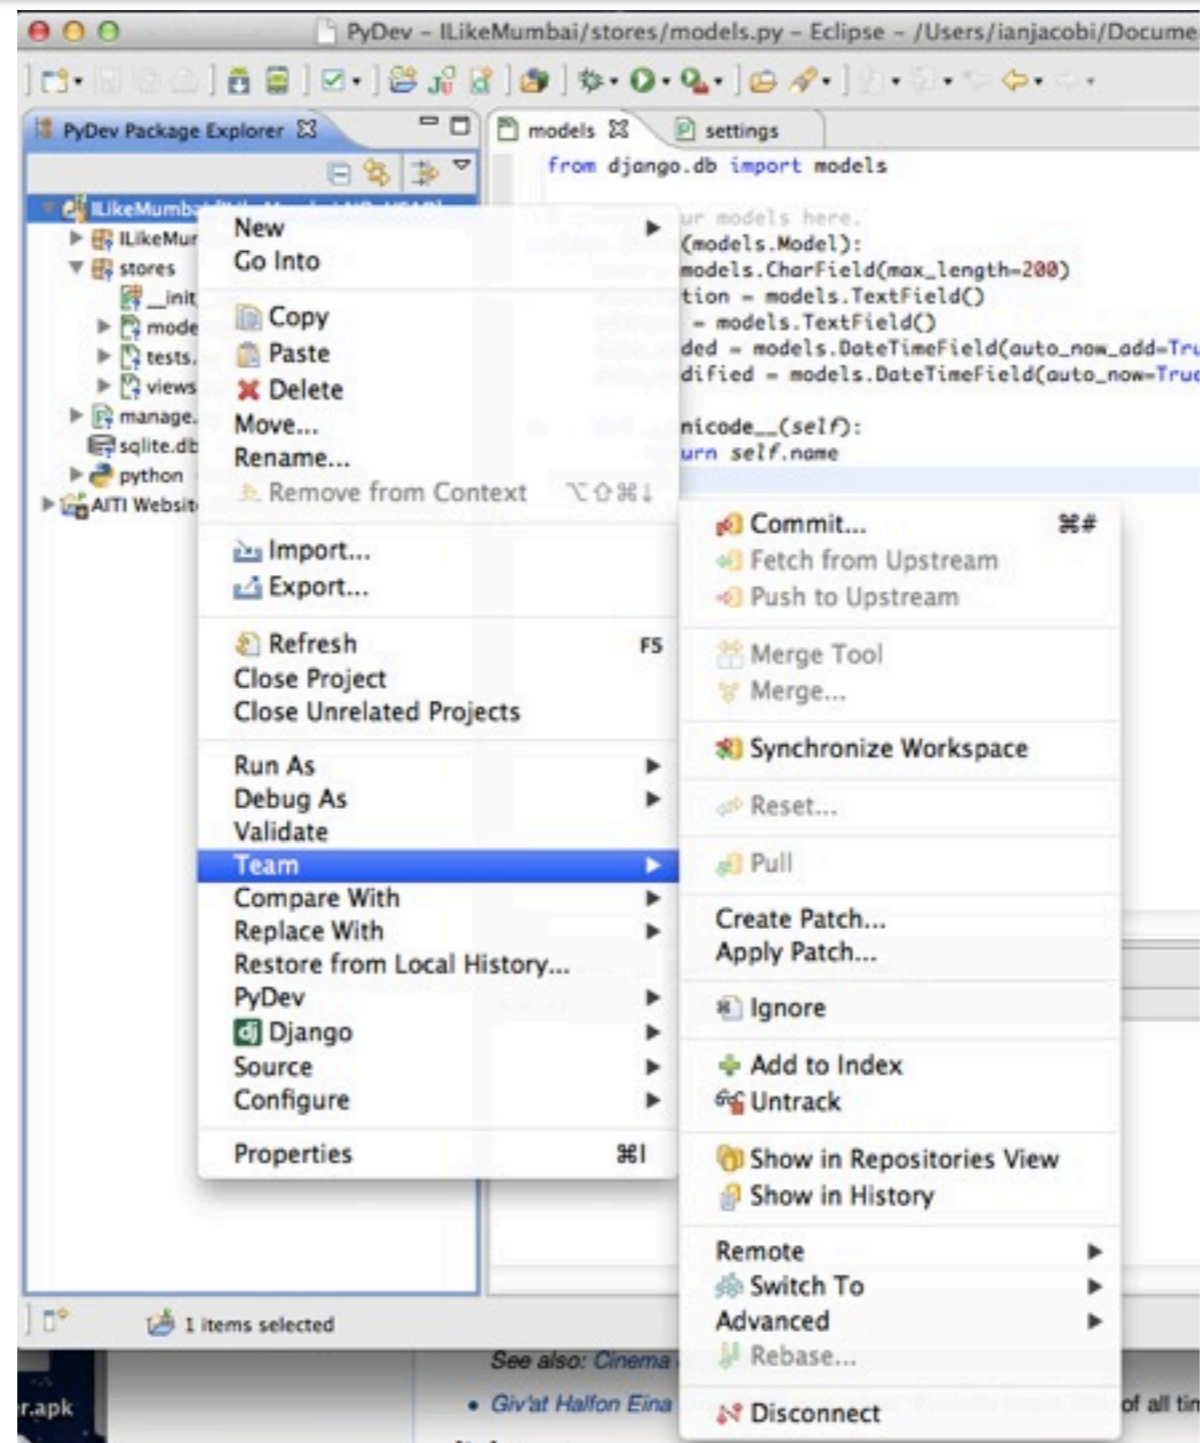 PyDev – ILikeMumbai/stores/models.py – Eclipse – /Users/ianjacobi/Docume
PyDev Package Explorer
models
settings
ILikeMumba
ILikeMur
stores
__init
mode
tests.
views
manage.
sqlite.db
python
AITI Websit
from django.db import models
ur models here.
(models.Model):
models.CharField(max_length=200)
tion = models.TextField()
= models.TextField()
ded = models.DateTimeField(auto_now_add=Tru
dified = models.DateTimeField(auto_now=True
nicode__(self):
urn self.name
New
Go Into
Copy
Paste
Delete
Move...
Rename...
Remove from Context ⌥⇧⌘↓
Import...
Export...
Refresh F5
Close Project
Close Unrelated Projects
Run As
Debug As
Validate
Team
Compare With
Replace With
Restore from Local History...
PyDev
dj Django
Source
Configure
Properties ⌘I
Commit... ⌘#
Fetch from Upstream
Push to Upstream
Merge Tool
Merge...
Synchronize Workspace
Reset...
Pull
Create Patch...
Apply Patch...
Ignore
Add to Index
Untrack
Show in Repositories View
Show in History
Remote
Switch To
Advanced
Rebase...
Disconnect
1 items selected
See also: Cinema
r.apk
• Giv'at Halfon Eina
of all tim